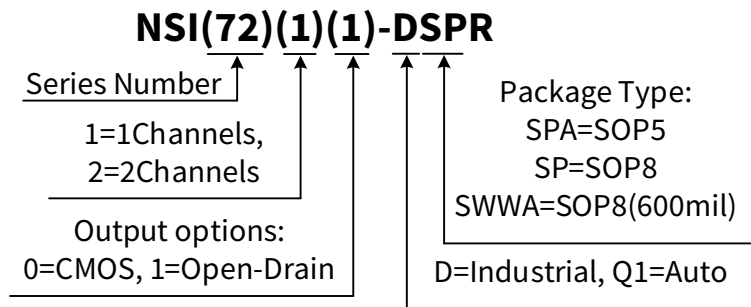 NSI(72)(1)(1)-DSPR
Series Number
1=1Channels,
2=2Channels
Output options:
0=CMOS, 1=Open-Drain
Package Type:
SPA=SOP5
SP=SOP8
SWWA=SOP8(600mil)
D=Industrial, Q1=Auto